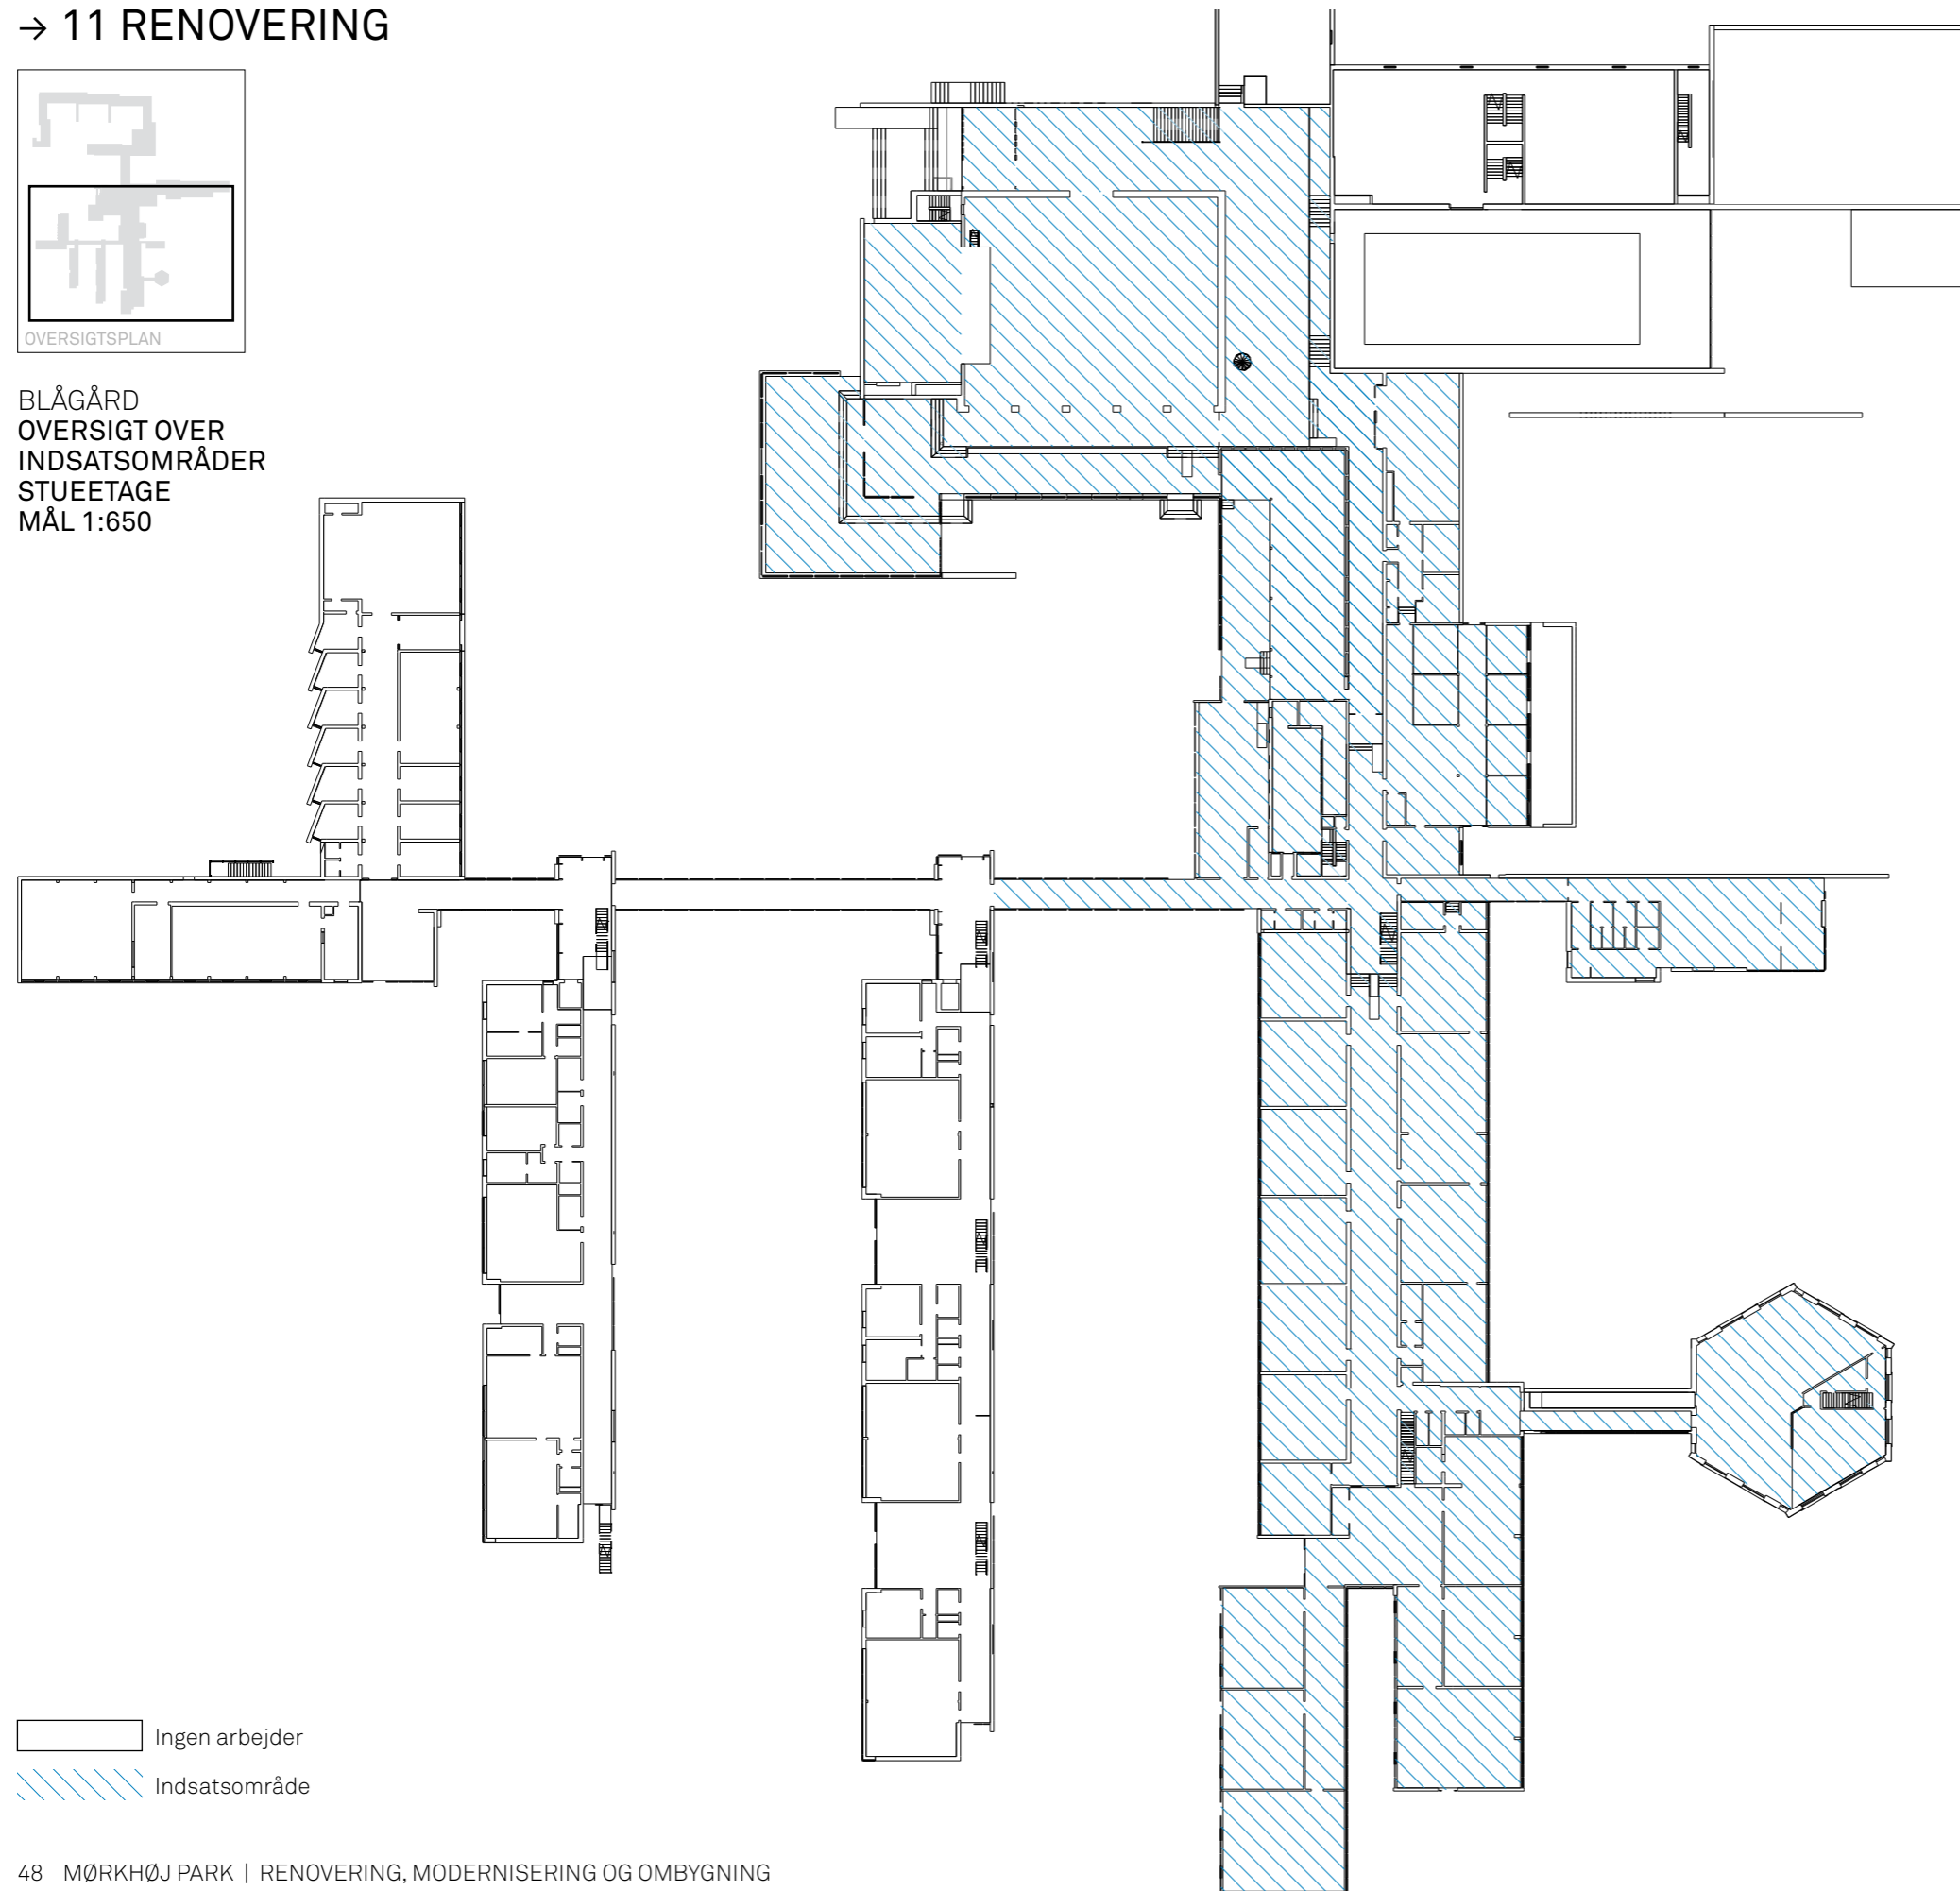 → 11 RENOVERING
OVERSIGTSPLAN
BLÅGÅRD
OVERSIGT OVER
INDSATSOMRÅDER
STUEETAGE
MÅL 1:650
Ingen arbejder
Indsatsområde
48 MØRKHØJ PARK | RENOVERING, MODERNISERING OG OMBYGNING